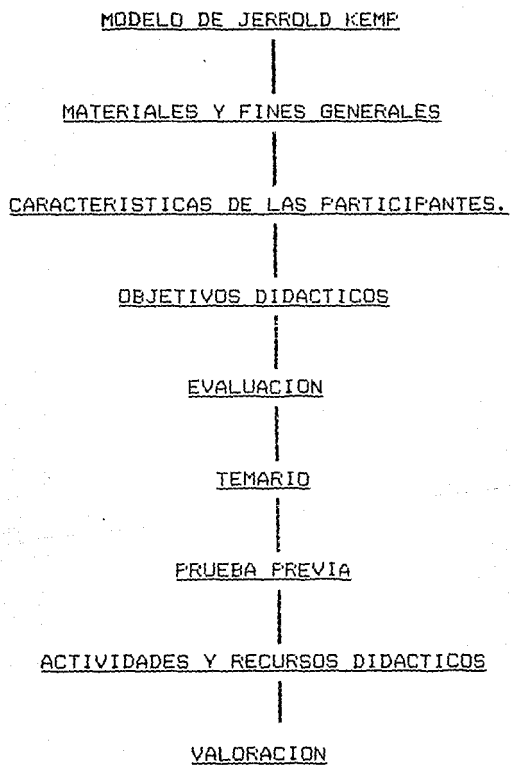 MODELO DE JERROLD KEMP
MATERIALES Y FINES GENERALES
CARACTERISTICAS DE LAS PARTICIPANTES.
OBJETIVOS DIDACTICOS
EVALUACION
TEMARIO
PRUEBA PREVIA
ACTIVIDADES Y RECURSOS DIDACTICOS
VALORACION